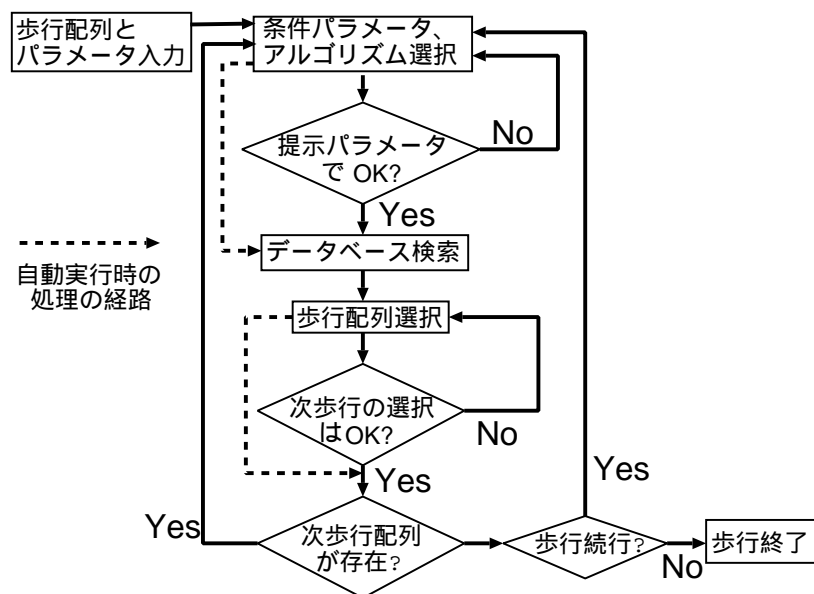 歩行配列と
パラメータ入力
条件パラメータ、
アルゴリズム選択
提示パラメータ
で OK?
No
Yes
データベース検索
自動実行時の
処理の経路
歩行配列選択
次歩行の選択
はOK?
No
Yes
Yes
Yes
次歩行配列
が存在?
歩行続行?
No
歩行終了